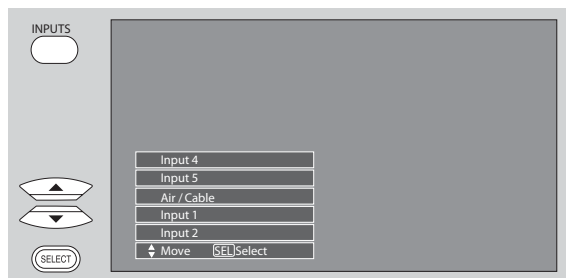 INPUTS
Input 4
Input 5
Air / Cable
Input 1
Input 2
Move SEL Select
SELECT